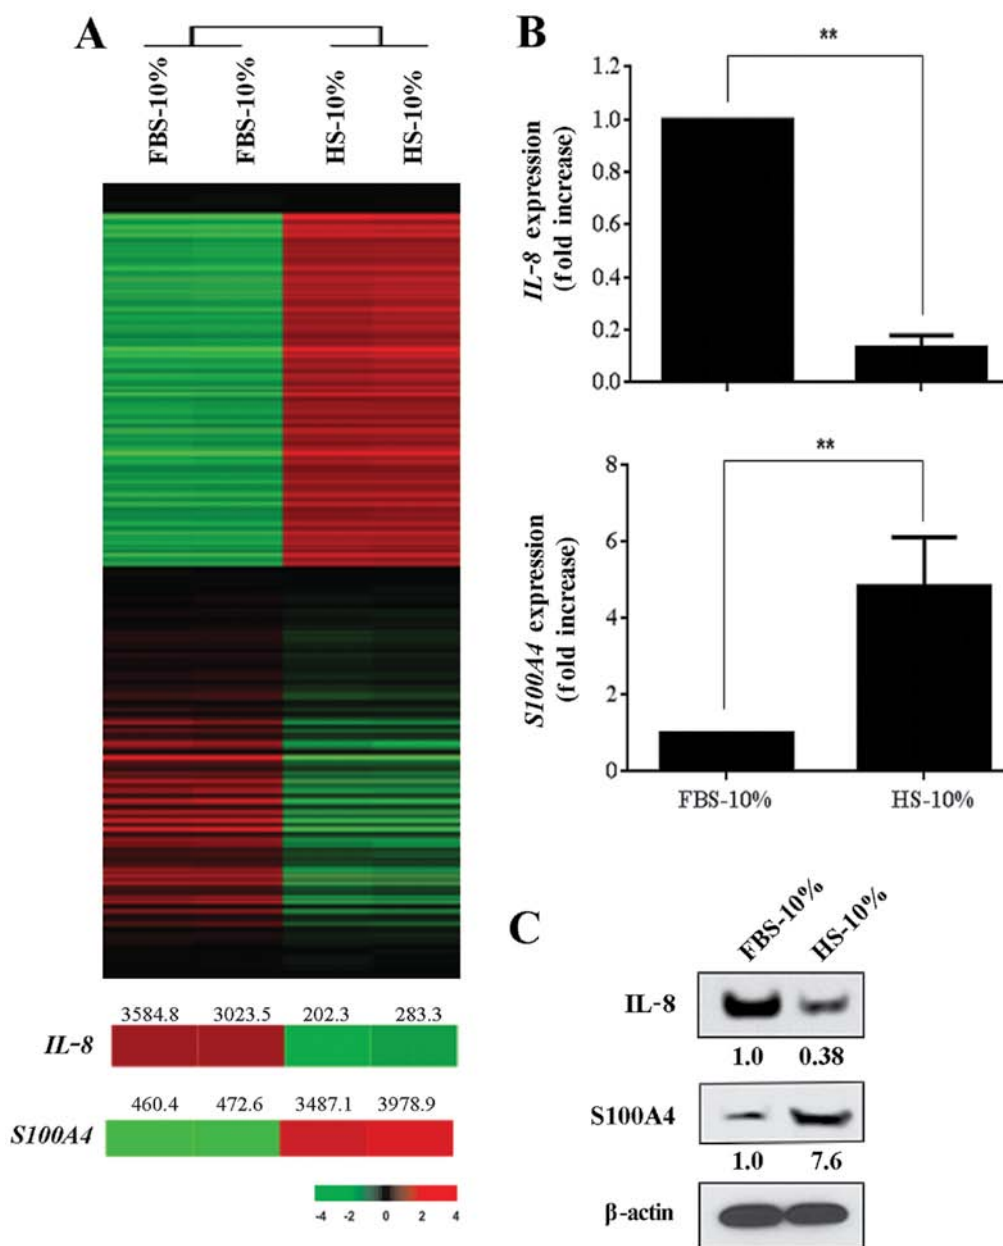 A
FBS-10%
FBS-10%
HS-10%
HS-10%
3584.8 3023.5 202.3 283.3
IL-8
460.4 472.6 3487.1 3978.9
S100A4
-4 -2 0 2 4
B
**
IL-8 expression
(fold increase)
1.2
1.0
0.8
0.6
0.4
0.2
0.0
**
S100A4 expression
(fold increase)
8
6
4
2
0
FBS-10% HS-10%
C
FBS-10% HS-10%
IL-8
1.0 0.38
S100A4
1.0 7.6
β-actin